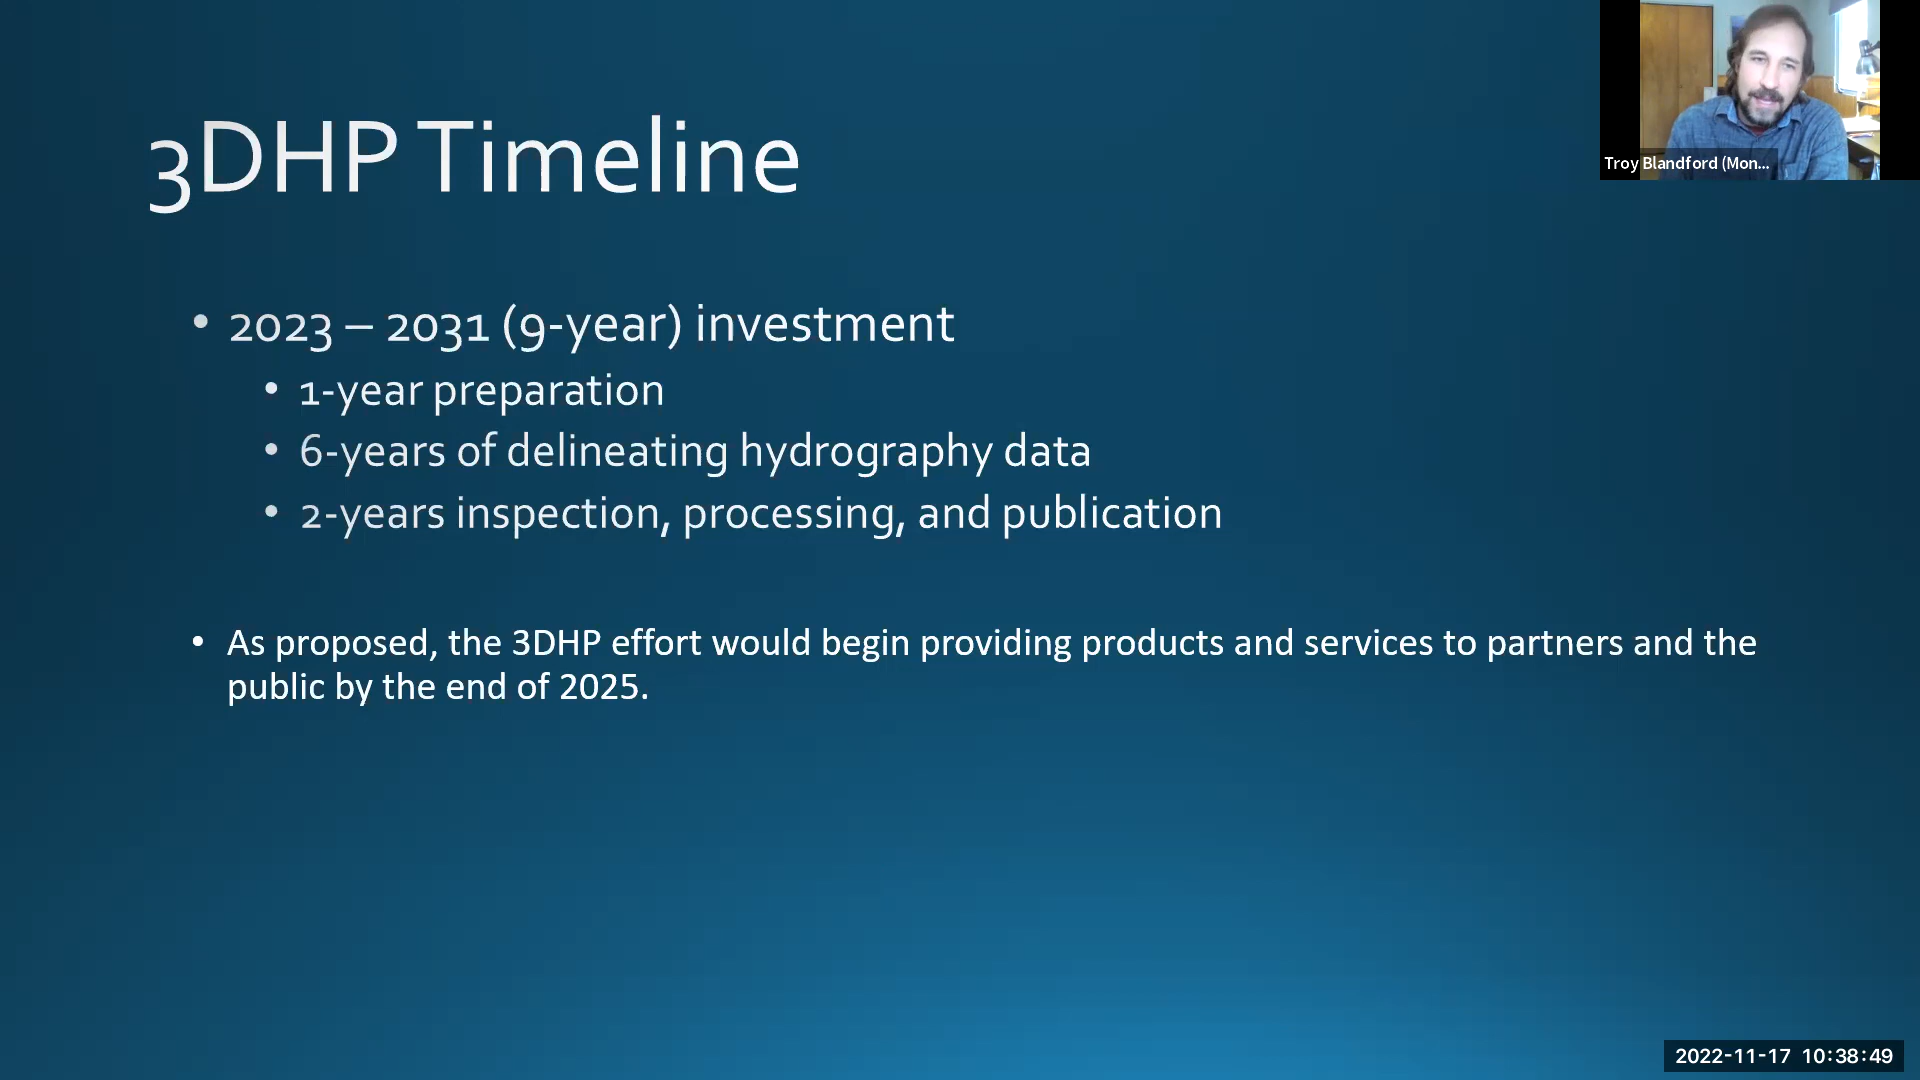 3DHP Timeline
Troy Blandford (Mon...
• 2023 – 2031 (9-year) investment
• 1-year preparation
• 6-years of delineating hydrography data
• 2-years inspection, processing, and publication
• As proposed, the 3DHP effort would begin providing products and services to partners and the
public by the end of 2025.
2022-11-17 10:38:49